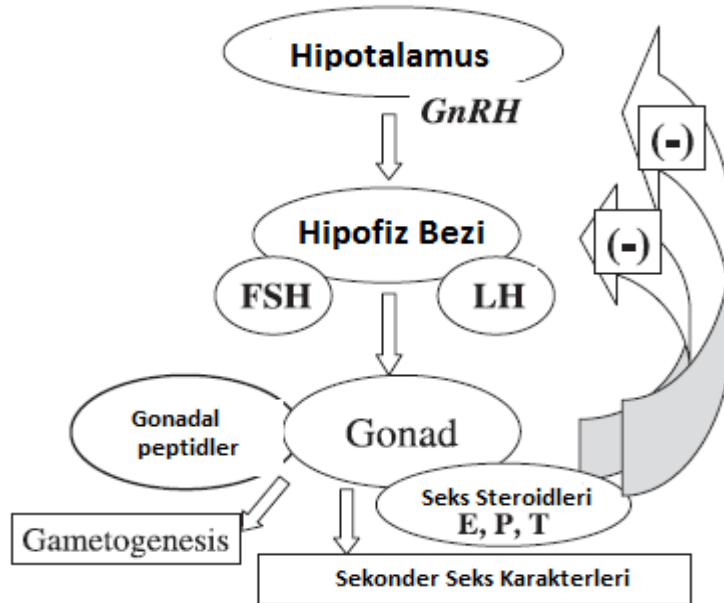 Hipotalamus
GnRH
(-)
Hipofiz Bezi
(-)
FSH
LH
Gonadal
peptidler
Gonad
Seks Steroidleri
E, P, T
Gametogenesis
Sekonder Seks Karakterleri